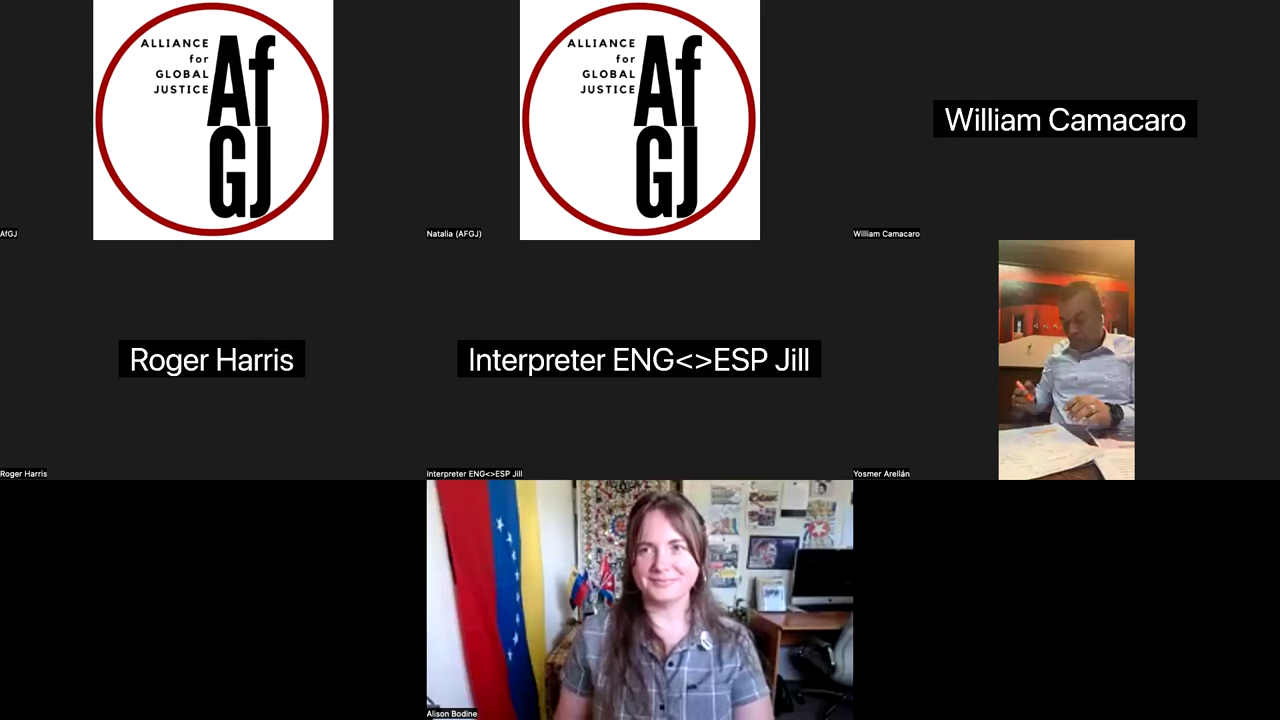 ALLIANCE
for
GLOBAL
JUSTICE
Af
GJ
AfGJ
ALLIANCE
for
GLOBAL
JUSTICE
Af
GJ
Natalia (AFGJ)
William Camacaro
William Camacaro
Roger Harris
Roger Harris
Interpreter ENG<>ESP Jill
Interpreter ENG<>ESP Jill
Yosmer Arellán
Alison Bodine